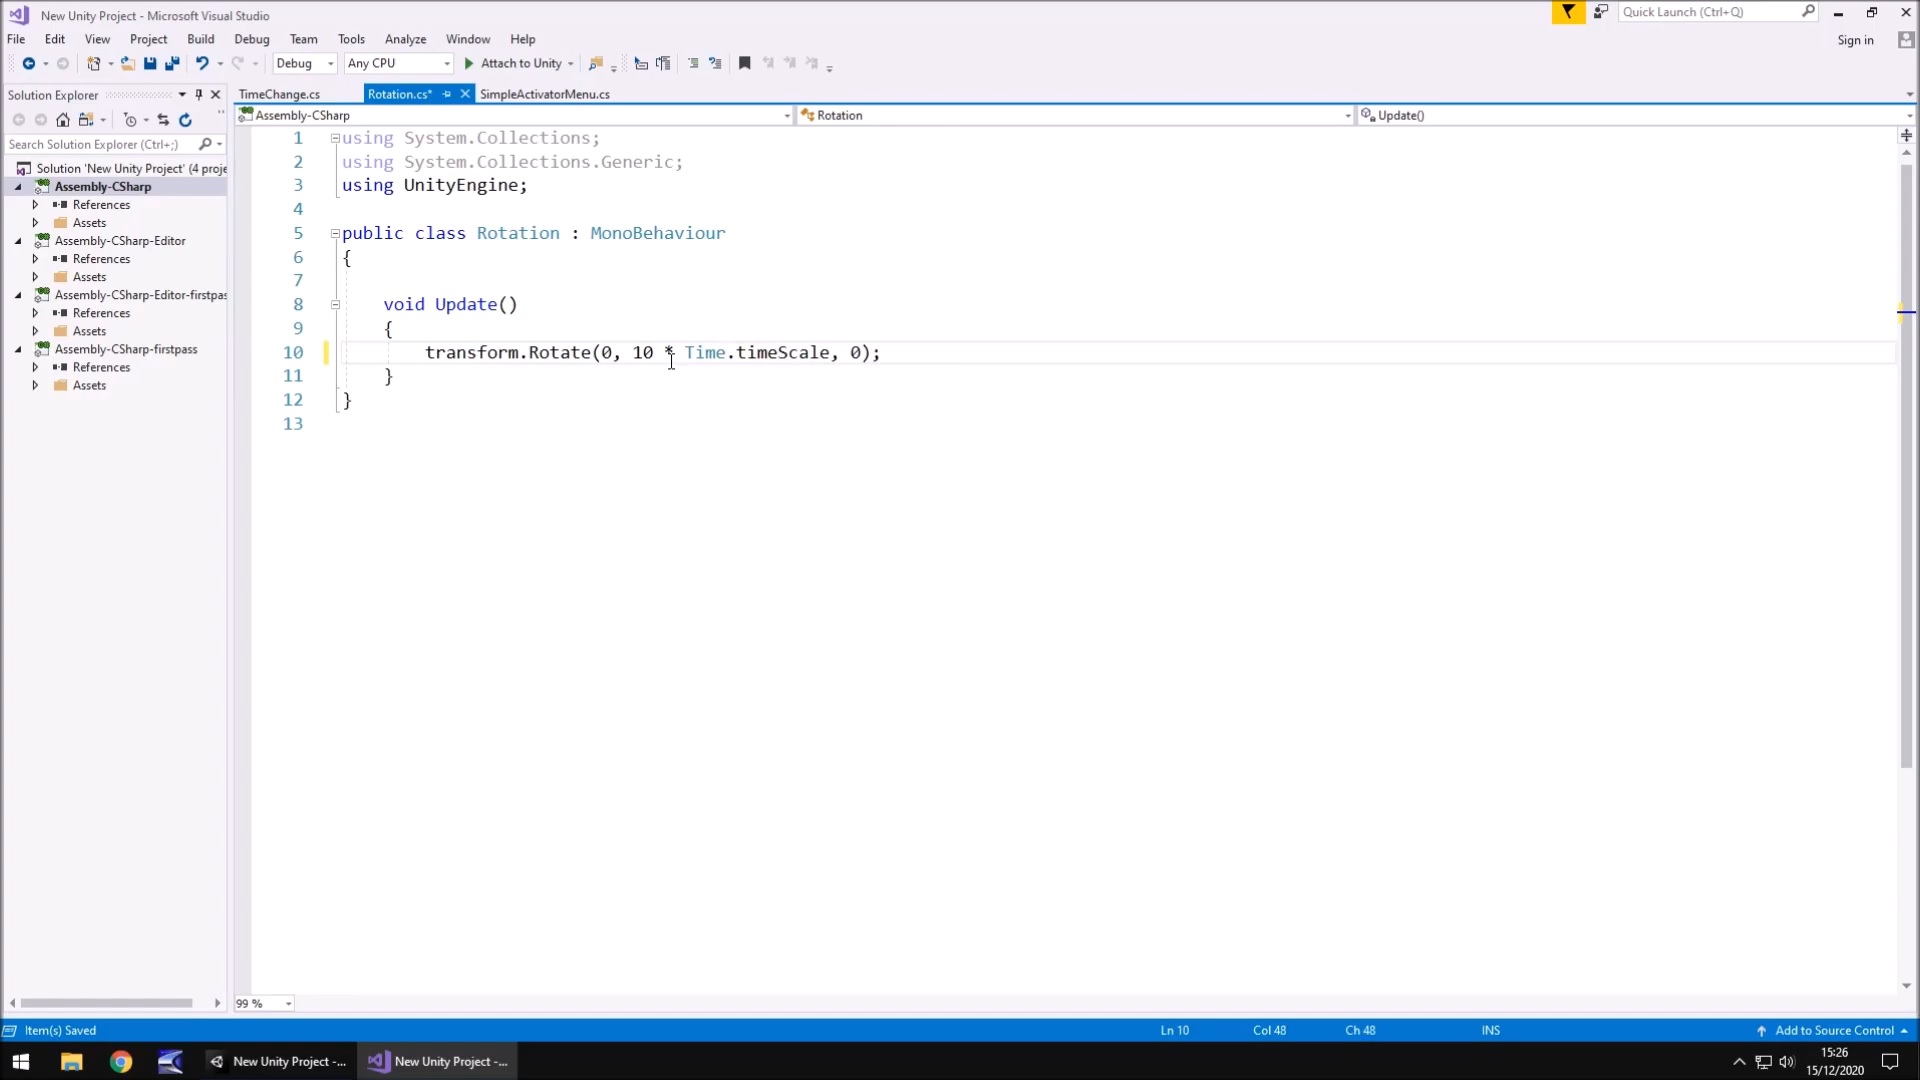 New Unity Project - Microsoft Visual Studio
Quick Launch (Ctrl+Q)
File Edit View Project Build Debug Team Tools Analyze Window Help
Sign in
Debug Any CPU Attach to Unity
Solution Explorer
TimeChange.cs Rotation.cs* SimpleActivatorMenu.cs
Assembly-CSharp Rotation Update()
Search Solution Explorer (Ctrl+;)
Solution 'New Unity Project' (4 proje
Assembly-CSharp
References
Assets
Assembly-CSharp-Editor
References
Assets
Assembly-CSharp-Editor-firstpas
References
Assets
Assembly-CSharp-firstpass
References
Assets
1 using System.Collections;
2 using System.Collections.Generic;
3 using UnityEngine;
4
5 public class Rotation : MonoBehaviour
6 {
7
8 void Update()
9 {
10 transform.Rotate(0, 10 * Time.timeScale, 0);
11 }
12 }
13
99 %
Item(s) Saved Ln 10 Col 48 Ch 48 INS Add to Source Control
New Unity Project -... New Unity Project -...
15:26
15/12/2020